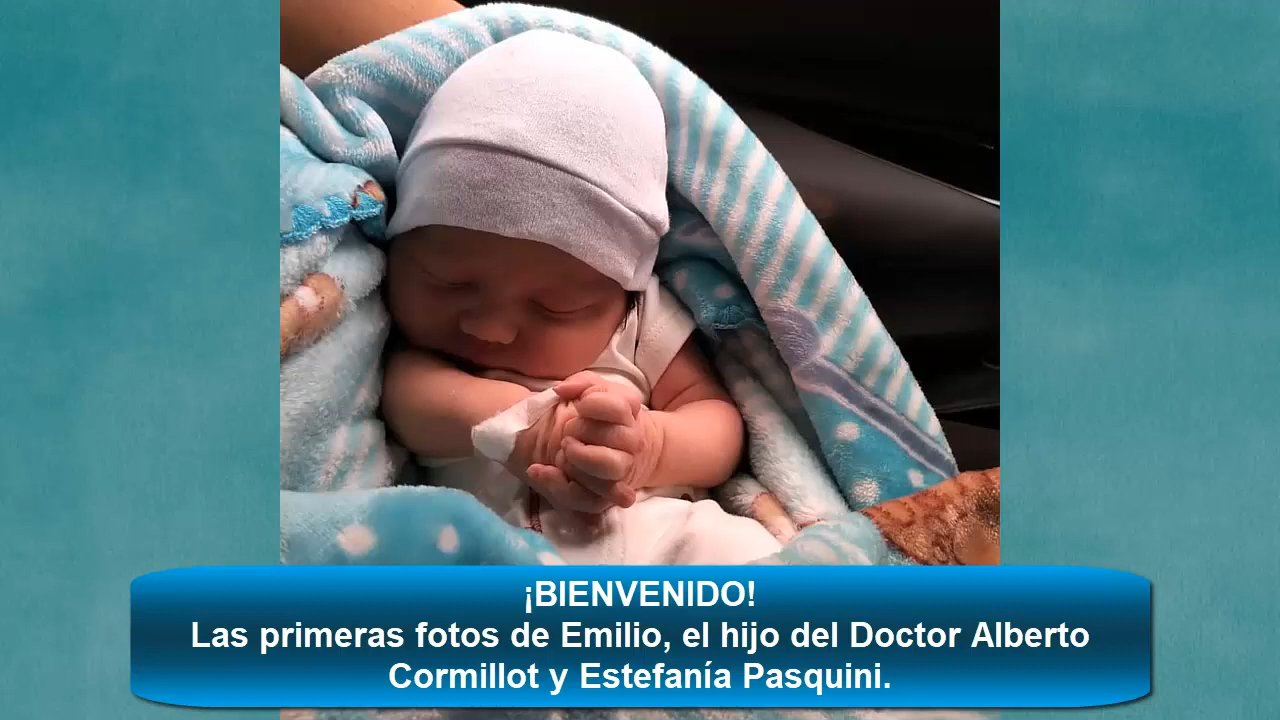 ¡BIENVENIDO!
Las primeras fotos de Emilio, el hijo del Doctor Alberto
Cormillot y Estefanía Pasquini.